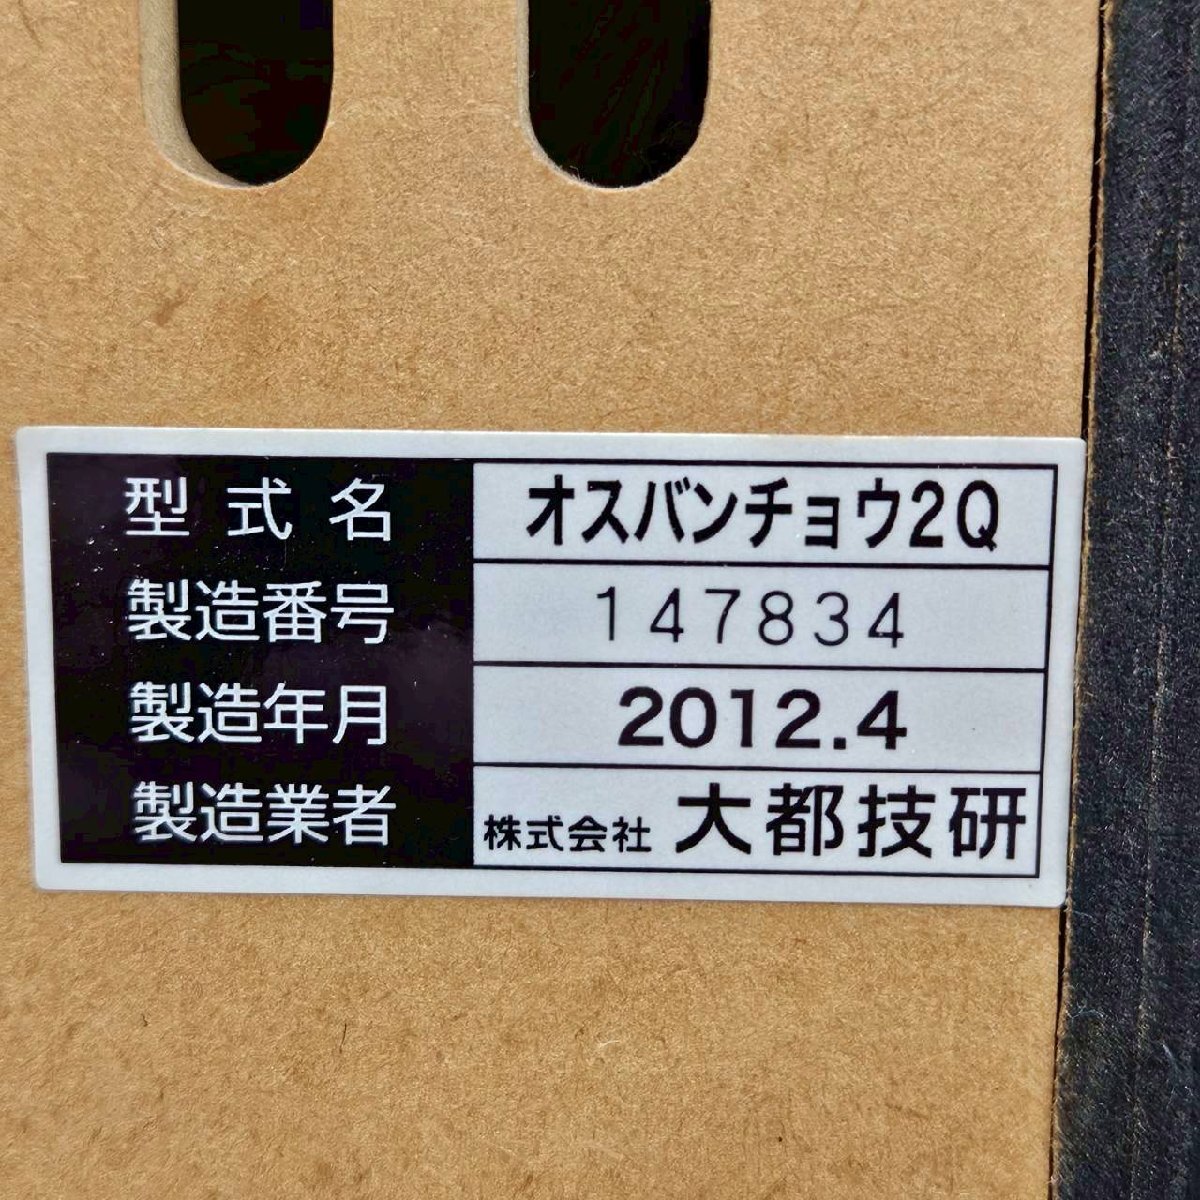 型式名 オスバンチョウ2Q
製造番号 147834
製造年月 2012.4
製造業者 株式会社 大都技研